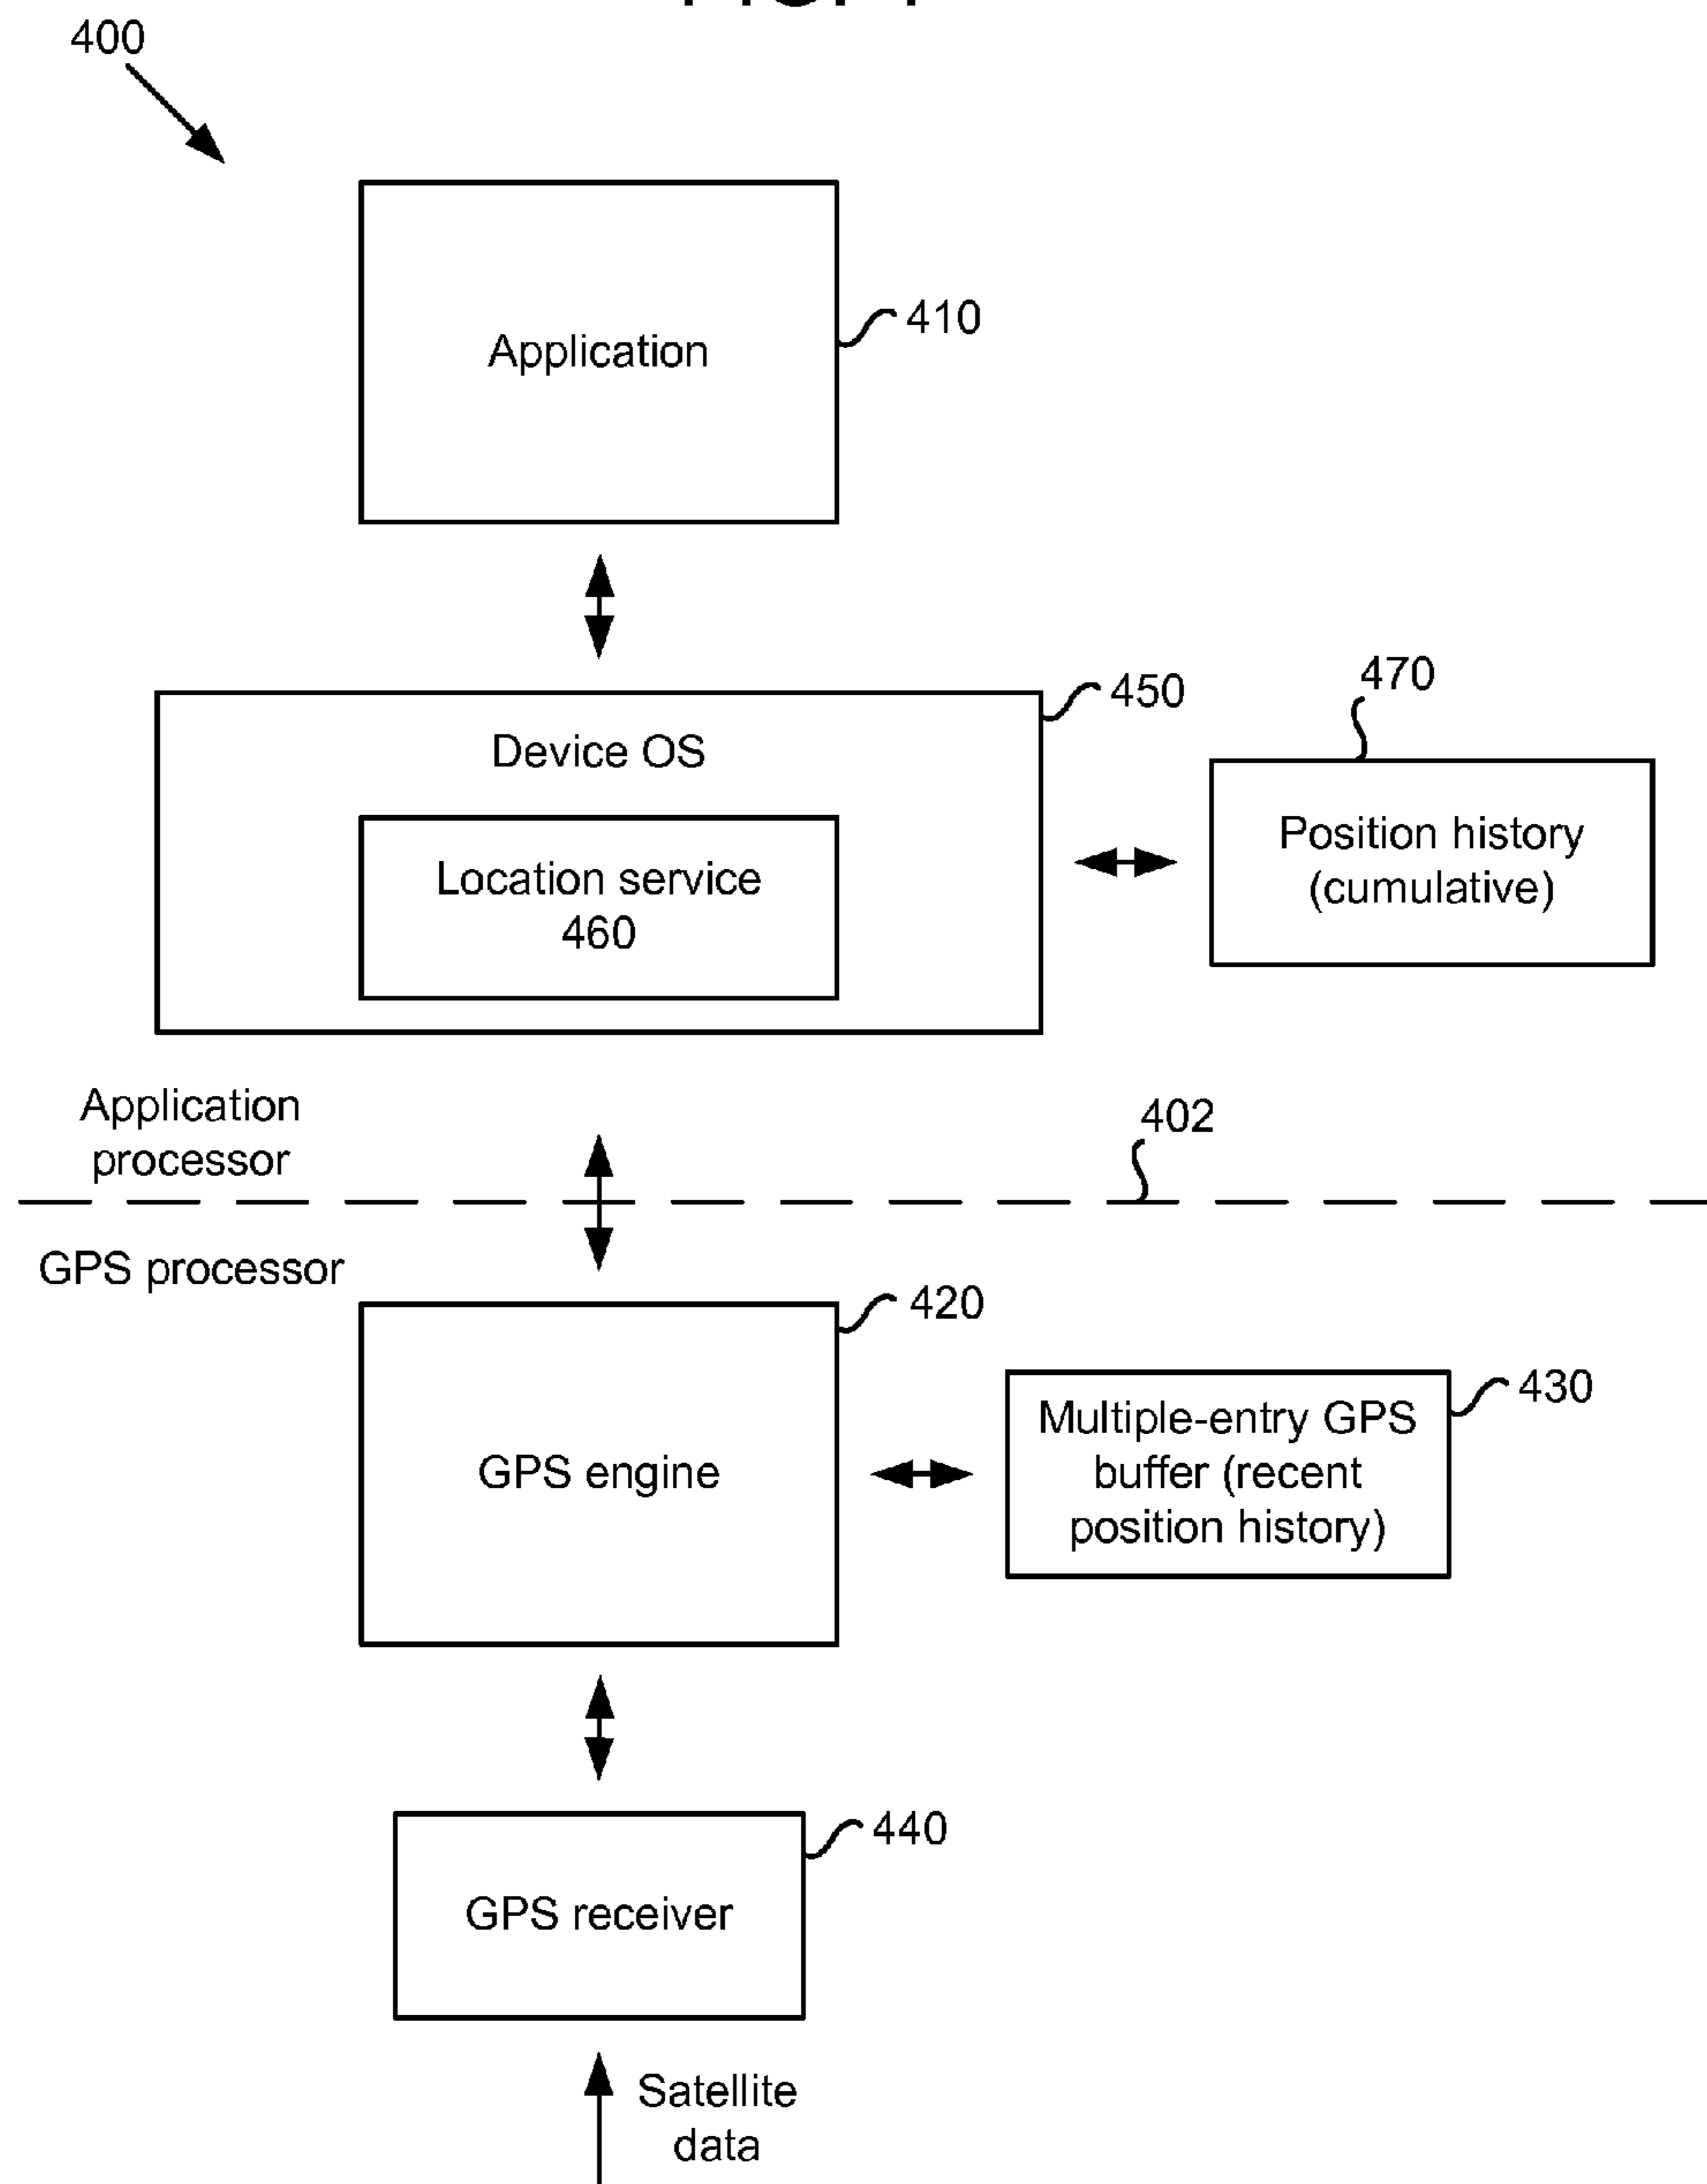 400
Application
410
450
470
Device OS
Position history
(cumulative)
Location service
460
Application
processor
402
GPS processor
420
430
Multiple-entry GPS
buffer (recent
position history)
GPS engine
440
GPS receiver
Satellite
data